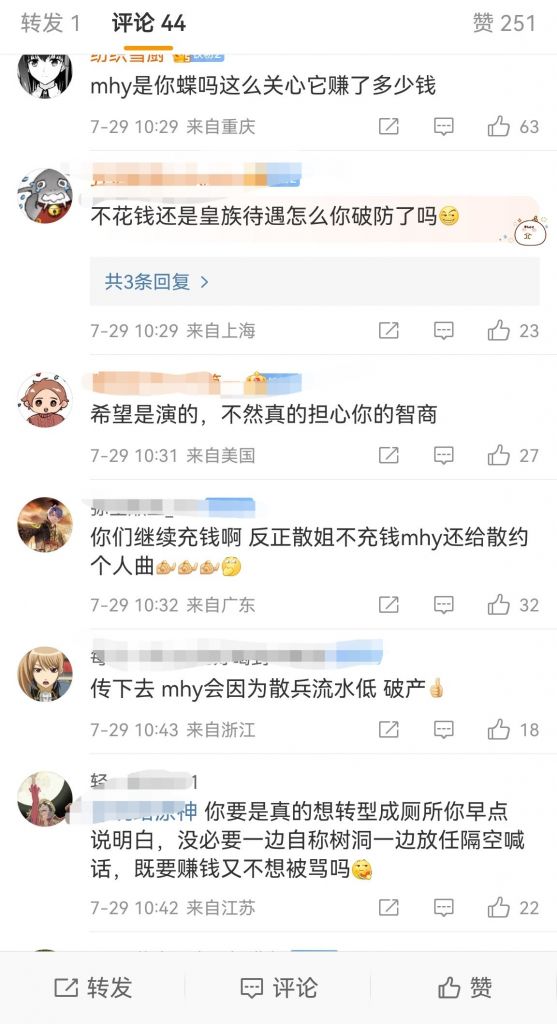 转发 1
评论 44
赞 251
纺织雪厨
mhy是你蝶吗这么关心它赚了多少钱
7-29 10:29 来自重庆
63
不花钱还是皇族待遇怎么你破防了吗
共3条回复 >
7-29 10:29 来自上海
23
希望是演的，不然真的担心你的智商
7-29 10:31 来自美国
27
你们继续充钱啊 反正散姐不充钱mhy还给散约
个人曲
7-29 10:32 来自广东
32
传下去 mhy会因为散兵流水低 破产
7-29 10:43 来自浙江
18
轻 1
原神 你要是真的想转型成厕所你早点
说明白，没必要一边自称树洞一边放任隔空喊
话，既要赚钱又不想被骂吗
7-29 10:42 来自江苏
22
转发
评论
赞